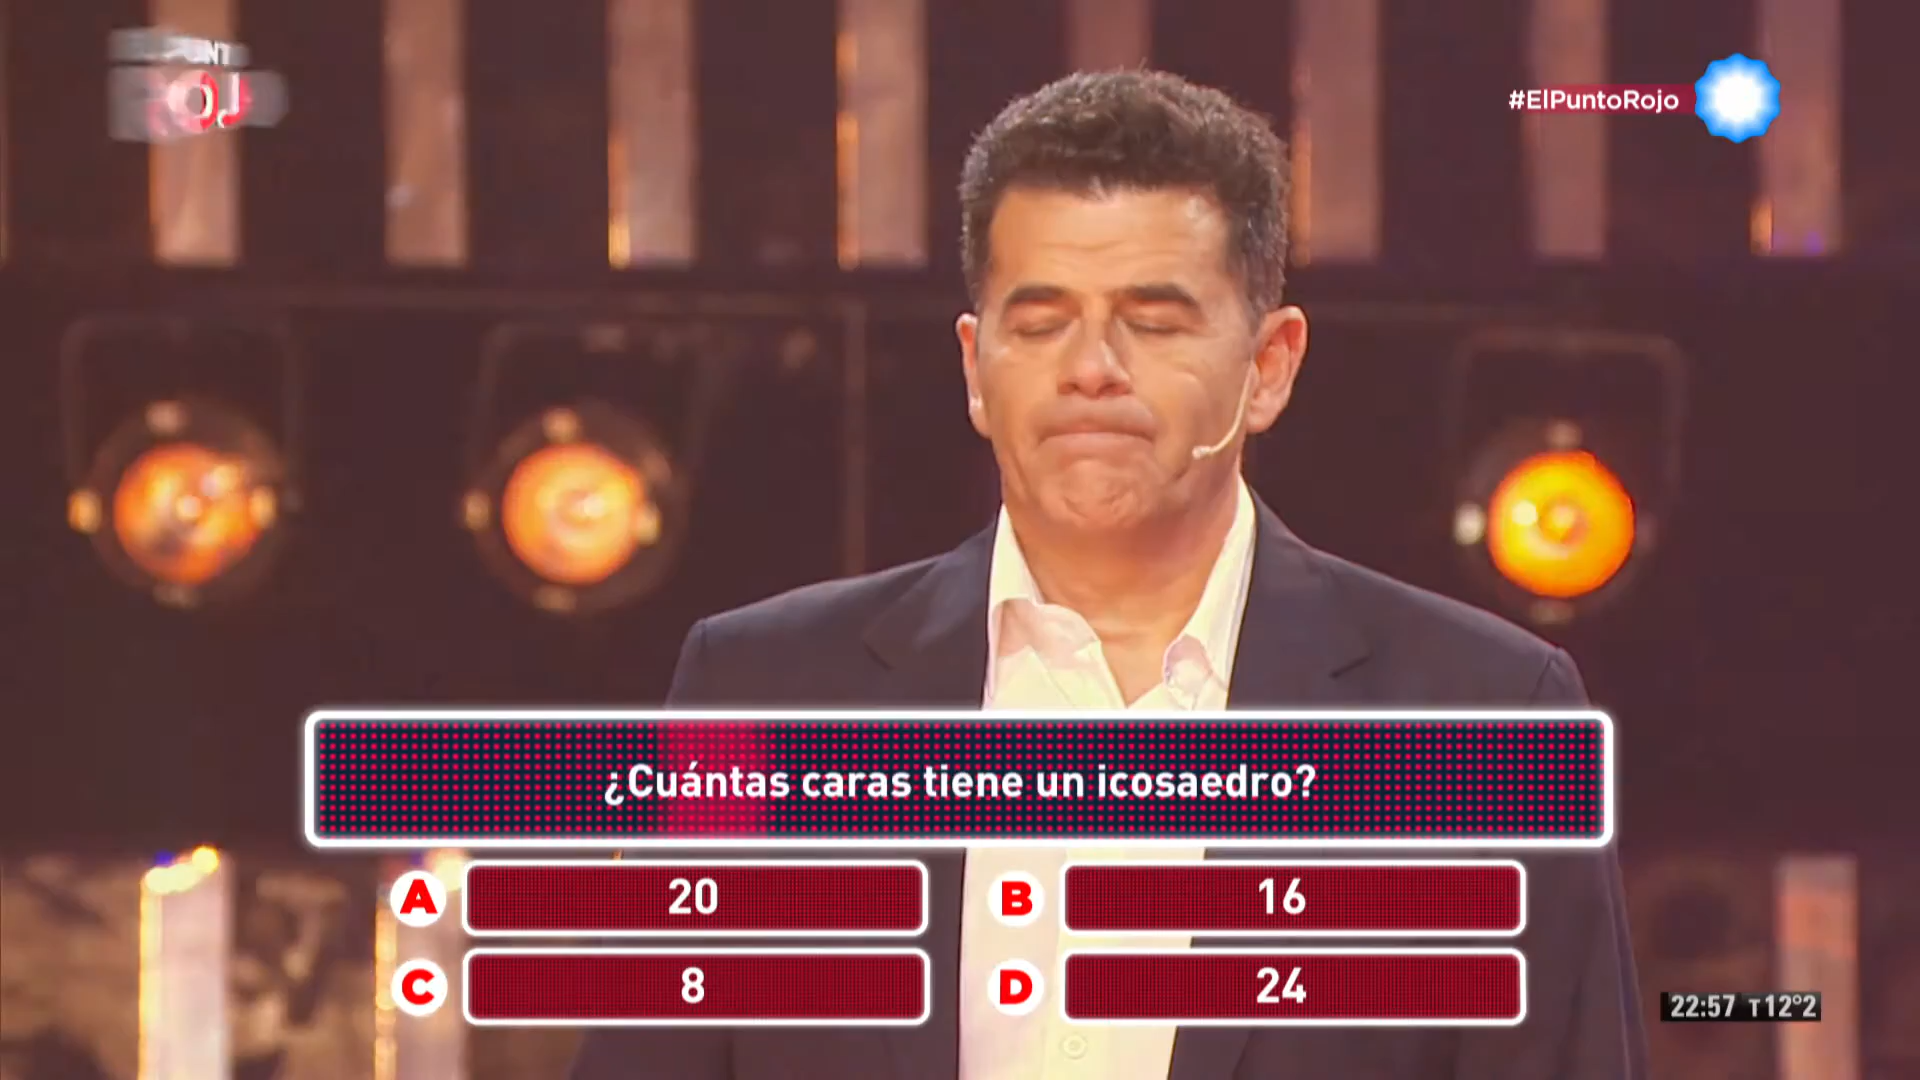 #ElPuntoRojo
¿Cuántas caras tiene un icosaedro?
A 20
B 16
C 8
D 24
22:57 T12°2